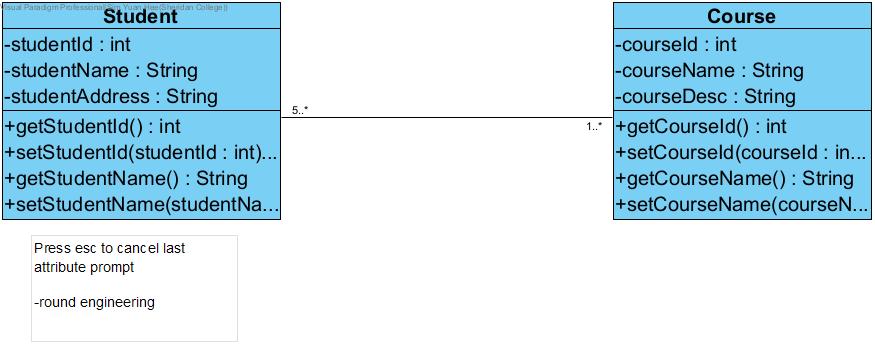 Visual Paradigm Professional(Sim Yuan Hee(Sheridan College))
Student
-studentId : int
-studentName : String
-studentAddress : String
+getStudentId() : int
+setStudentId(studentId : int)...
+getStudentName() : String
+setStudentName(studentNa...
5..*
1..*
Course
-courseId : int
-courseName : String
-courseDesc : String
+getCourseId() : int
+setCourseId(courseId : in...
+getCourseName() : String
+setCourseName(courseN...
Press esc to cancel last
attribute prompt
-round engineering